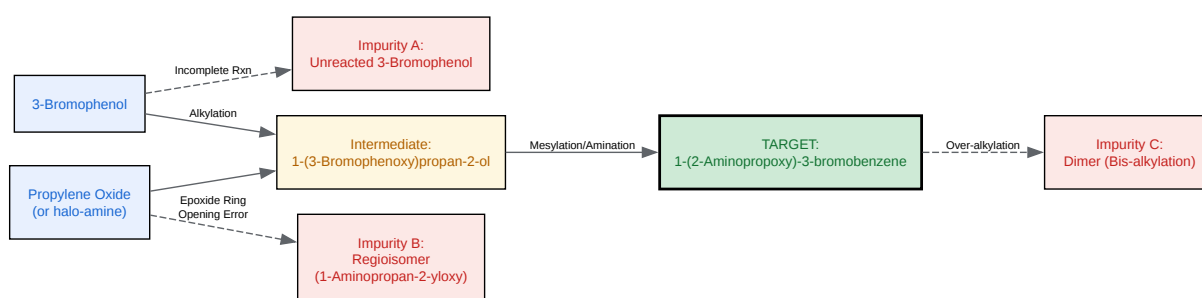 3-Bromophenol
Propylene Oxide
(or halo-amine)
Incomplete Rxn
Alkylation
Epoxide Ring
Opening Error
Impurity A:
Unreacted 3-Bromophenol
Intermediate:
1-(3-Bromophenoxy)propan-2-ol
Impurity B:
Regioisomer
(1-Aminopropan-2-yloxy)
Mesylation/Amination
TARGET:
1-(2-Aminopropoxy)-3-bromobenzene
Over-alkylation
Impurity C:
Dimer (Bis-alkylation)